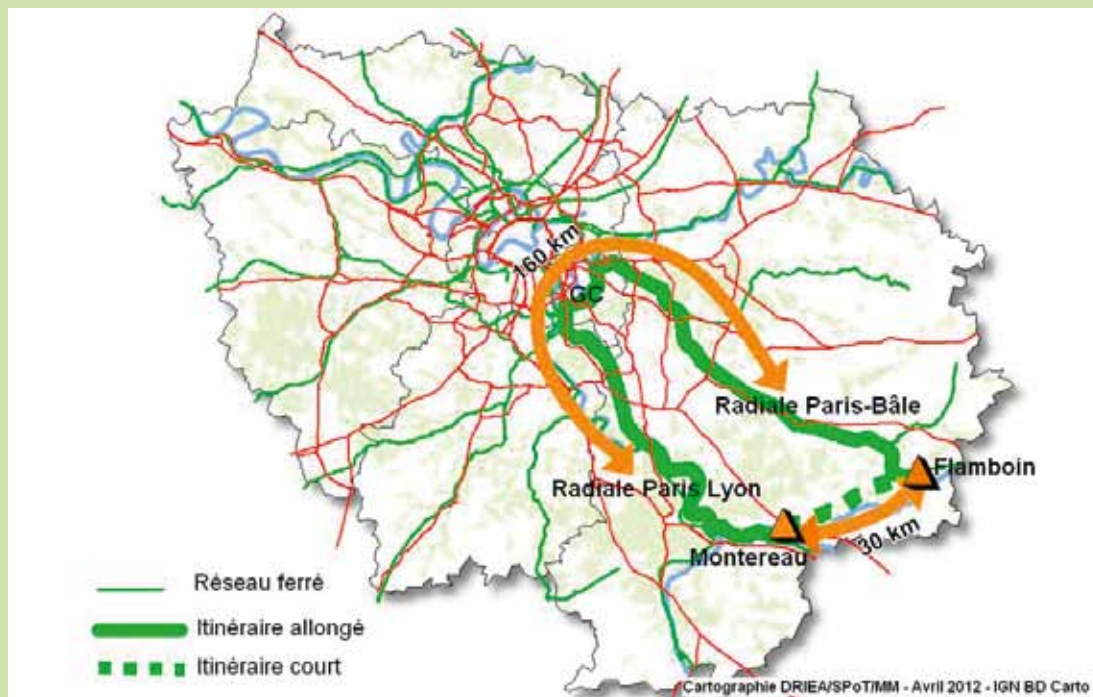 160 km
GC
Radiale Paris-Bâle
Flamboin
Radiale Paris Lyon
30 km
Montereau
Réseau ferré
Itinéraire allongé
Itinéraire court
Cartographie DRIEA/SPoT/MM - Avril 2012 - IGN BD Carto